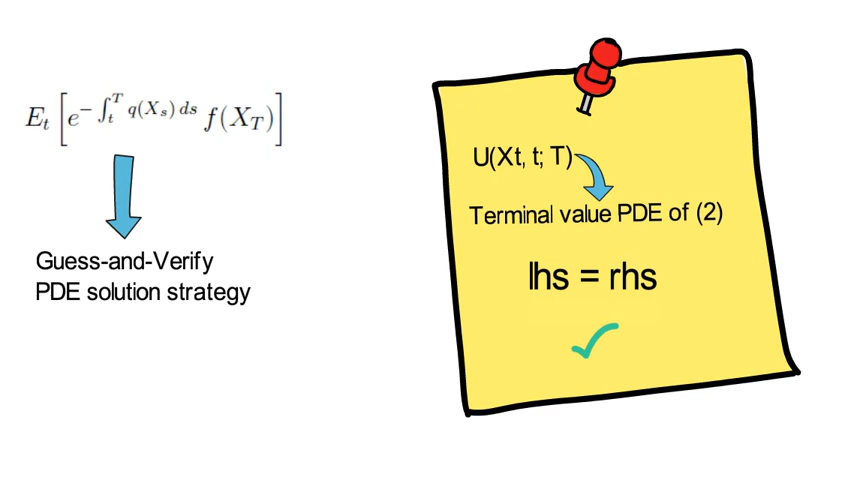 E_t [e^{-∫_t^T q(X_s) ds} f(X_T)]
Guess-and-Verify
PDE solution strategy
U(Xt, t; T)
Terminal value PDE of (2)
lhs = rhs